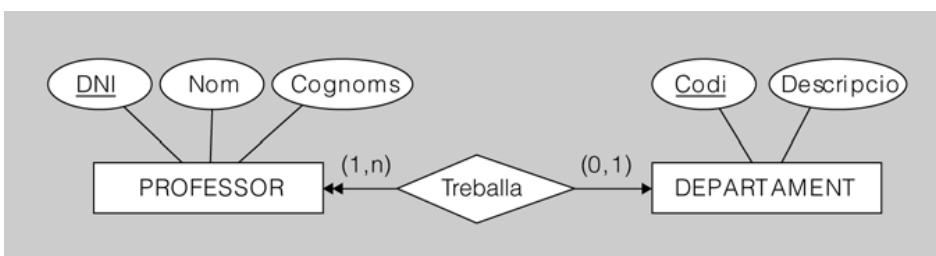 DNI Nom Cognoms Codi Descripcio
(1,n) (0,1)
PROFESSOR Treballa DEPARTAMENT